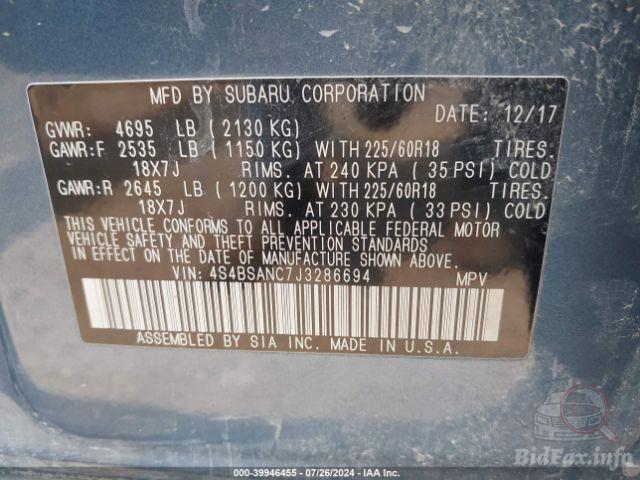 MFD BY SUBARU CORPORATION
DATE: 12/17
GVWR: 4695 LB ( 2130 KG)
GAWR:F 2535 LB ( 1150 KG) WITH 225/60R18 TIRES.
18X7J RIMS. AT 240 KPA ( 35 PSI) COLD
GAWR:R 2645 LB ( 1200 KG) WITH 225/60R18 TIRES.
18X7J RIMS. AT 230 KPA ( 33 PSI) COLD
THIS VEHICLE CONFORMS TO ALL APPLICABLE FEDERAL MOTOR
VEHICLE SAFETY AND THEFT PREVENTION STANDARDS
IN EFFECT ON THE DATE OF MANUFACTURE SHOWN ABOVE.
VIN: 4S4BSANC7J3286694 MPV
ASSEMBLED BY SIA INC. MADE IN U.S.A.
BidFax.info
000-39946455 - 07/26/2024 - IAA Inc.